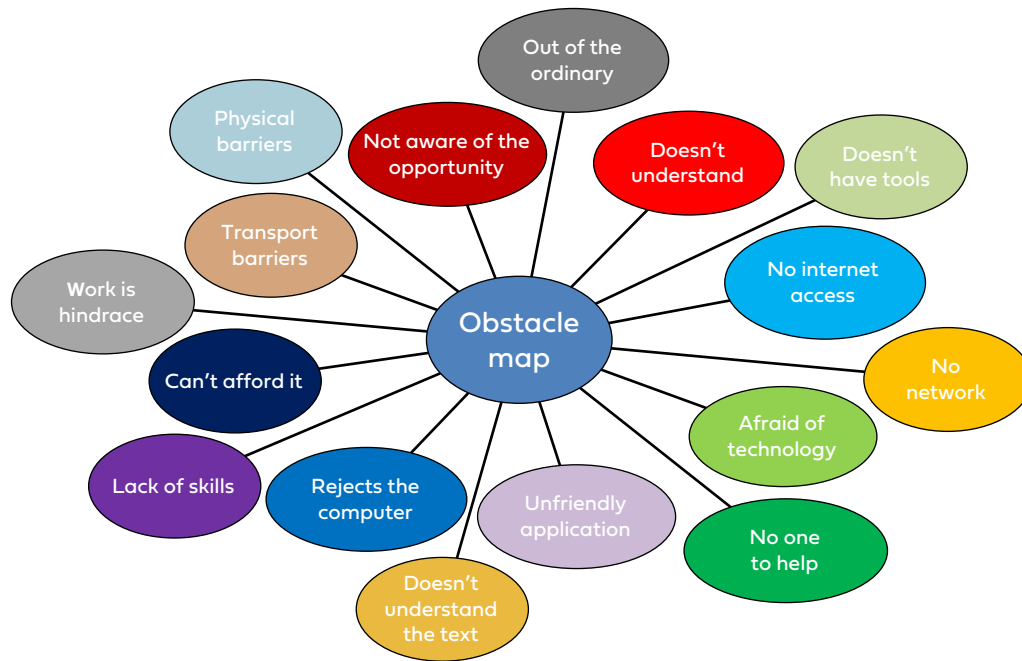 Out of the
ordinary
Physical
barriers
Not aware of the
opportunity
Doesn't
understand
Doesn't
have tools
Transport
barriers
No internet
access
Work is
hindrace
Obstacle
map
Can't afford it
No
network
Afraid of
technology
Lack of skills
Rejects the
computer
Unfriendly
application
No one
to help
Doesn't
understand
the text